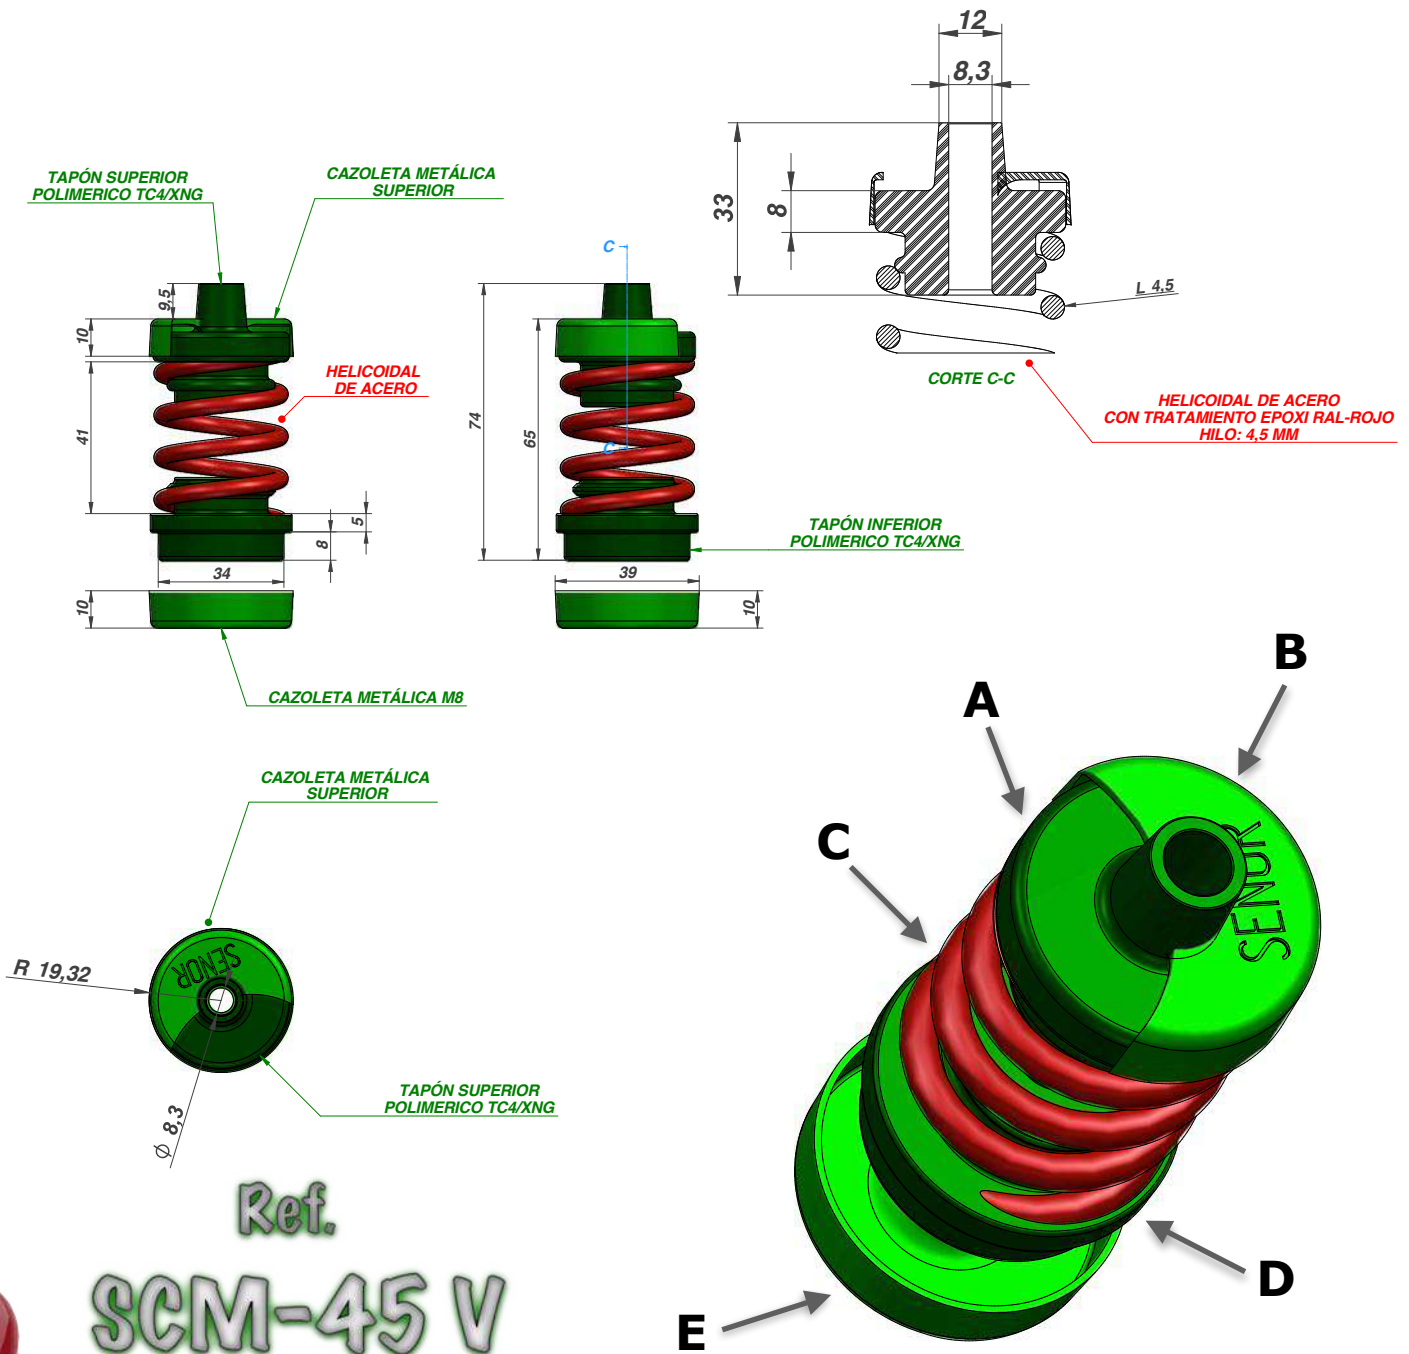 12
8,3
33
8
L 4,5
CORTE C-C
HELICOIDAL DE ACERO
CON TRATAMIENTO EPOXI RAL-ROJO
HILO: 4,5 MM
TAPÓN SUPERIOR
POLIMERICO TC4/XNG
CAZOLETA METÁLICA
SUPERIOR
9,5
10
41
HELICOIDAL
DE ACERO
5
8
34
10
CAZOLETA METÁLICA M8
C
C
74
65
39
10
TAPÓN INFERIOR
POLIMERICO TC4/XNG
CAZOLETA METÁLICA
SUPERIOR
SENOR
R 19,32
∅ 8,3
TAPÓN SUPERIOR
POLIMERICO TC4/XNG
A
B
C
D
E
SENOR
Ref.
SCM-45 V